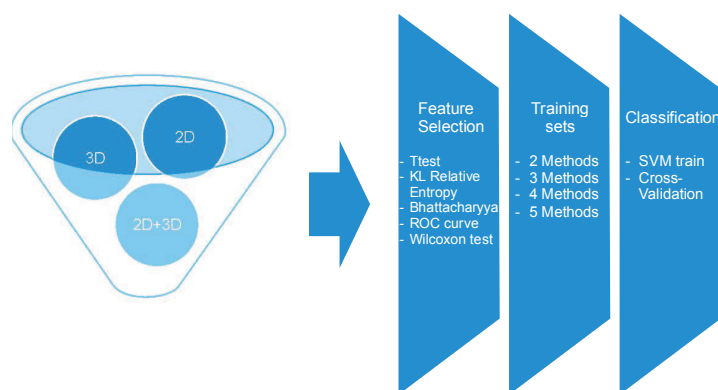 3D
2D
2D+3D
Feature
Selection
- Ttest
- KL Relative
Entropy
- Bhattacharyya
- ROC curve
- Wilcoxon test
Training
sets
- 2 Methods
- 3 Methods
- 4 Methods
- 5 Methods
Classification
- SVM train
- Cross-
Validation